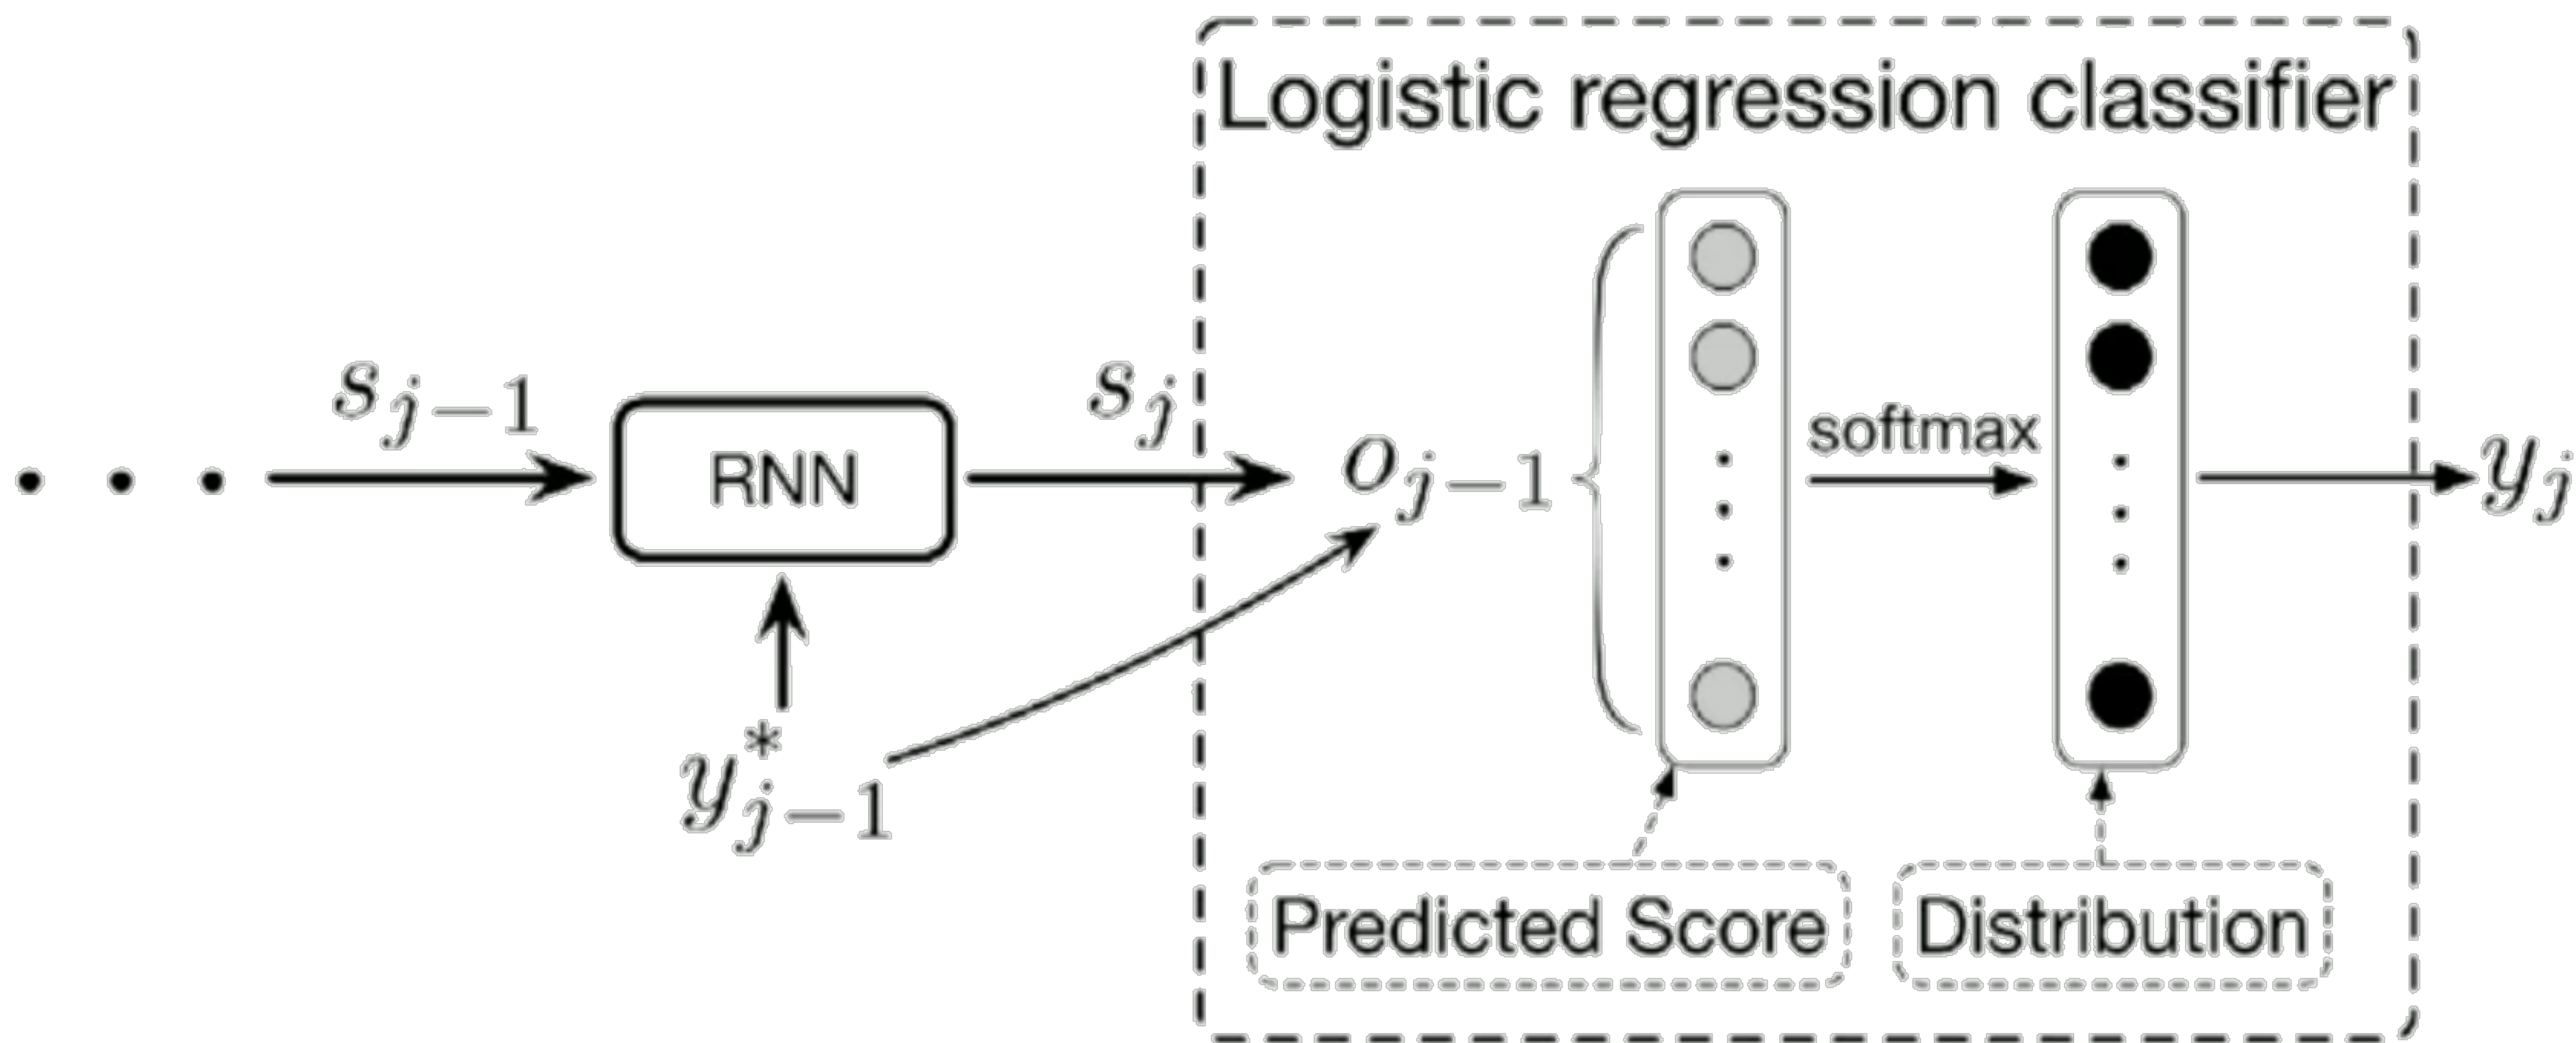 Logistic regression classifier
s_{j-1}
s_j
RNN
o_{j-1}
softmax
y_j
y^*_{j-1}
Predicted Score
Distribution